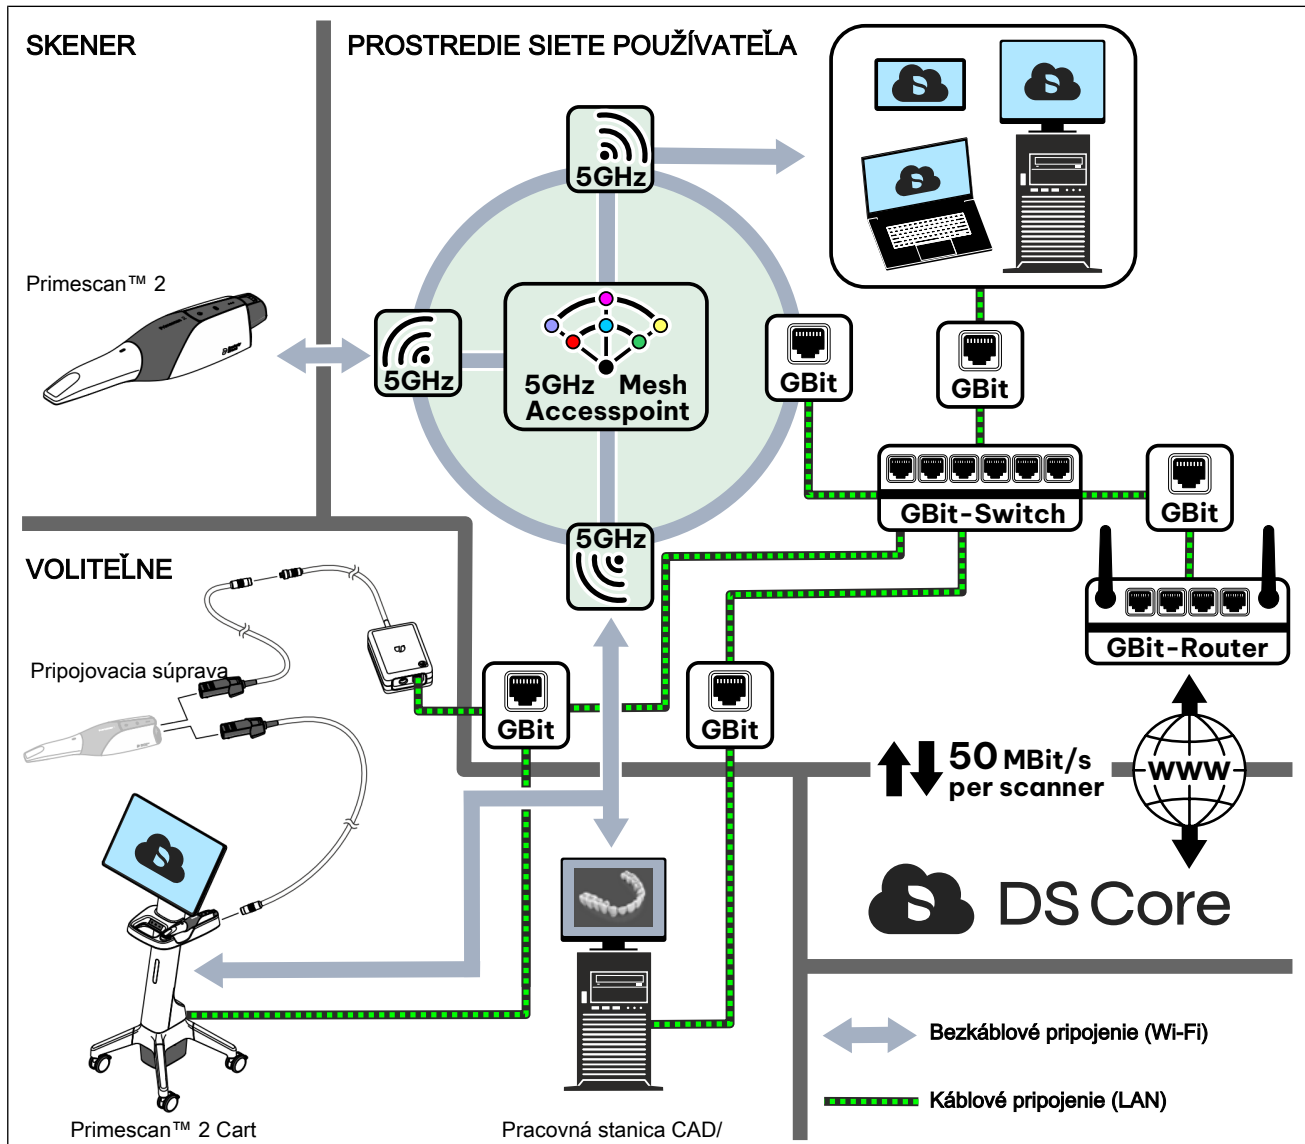 SKENER
PROSTREDIE SIETE POUŽÍVATEĽA
5GHz
Primescan™ 2
5GHz
5GHz Mesh
Accesspoint
GBit
GBit
GBit-Switch
GBit
5GHz
VOLITEĽNE
GBit-Router
Pripojovacia súprava
GBit
GBit
50 MBit/s
per scanner
WWW
DS Core
Bezkáblové pripojenie (Wi-Fi)
Káblové pripojenie (LAN)
Primescan™ 2 Cart
Pracovná stanica CAD/